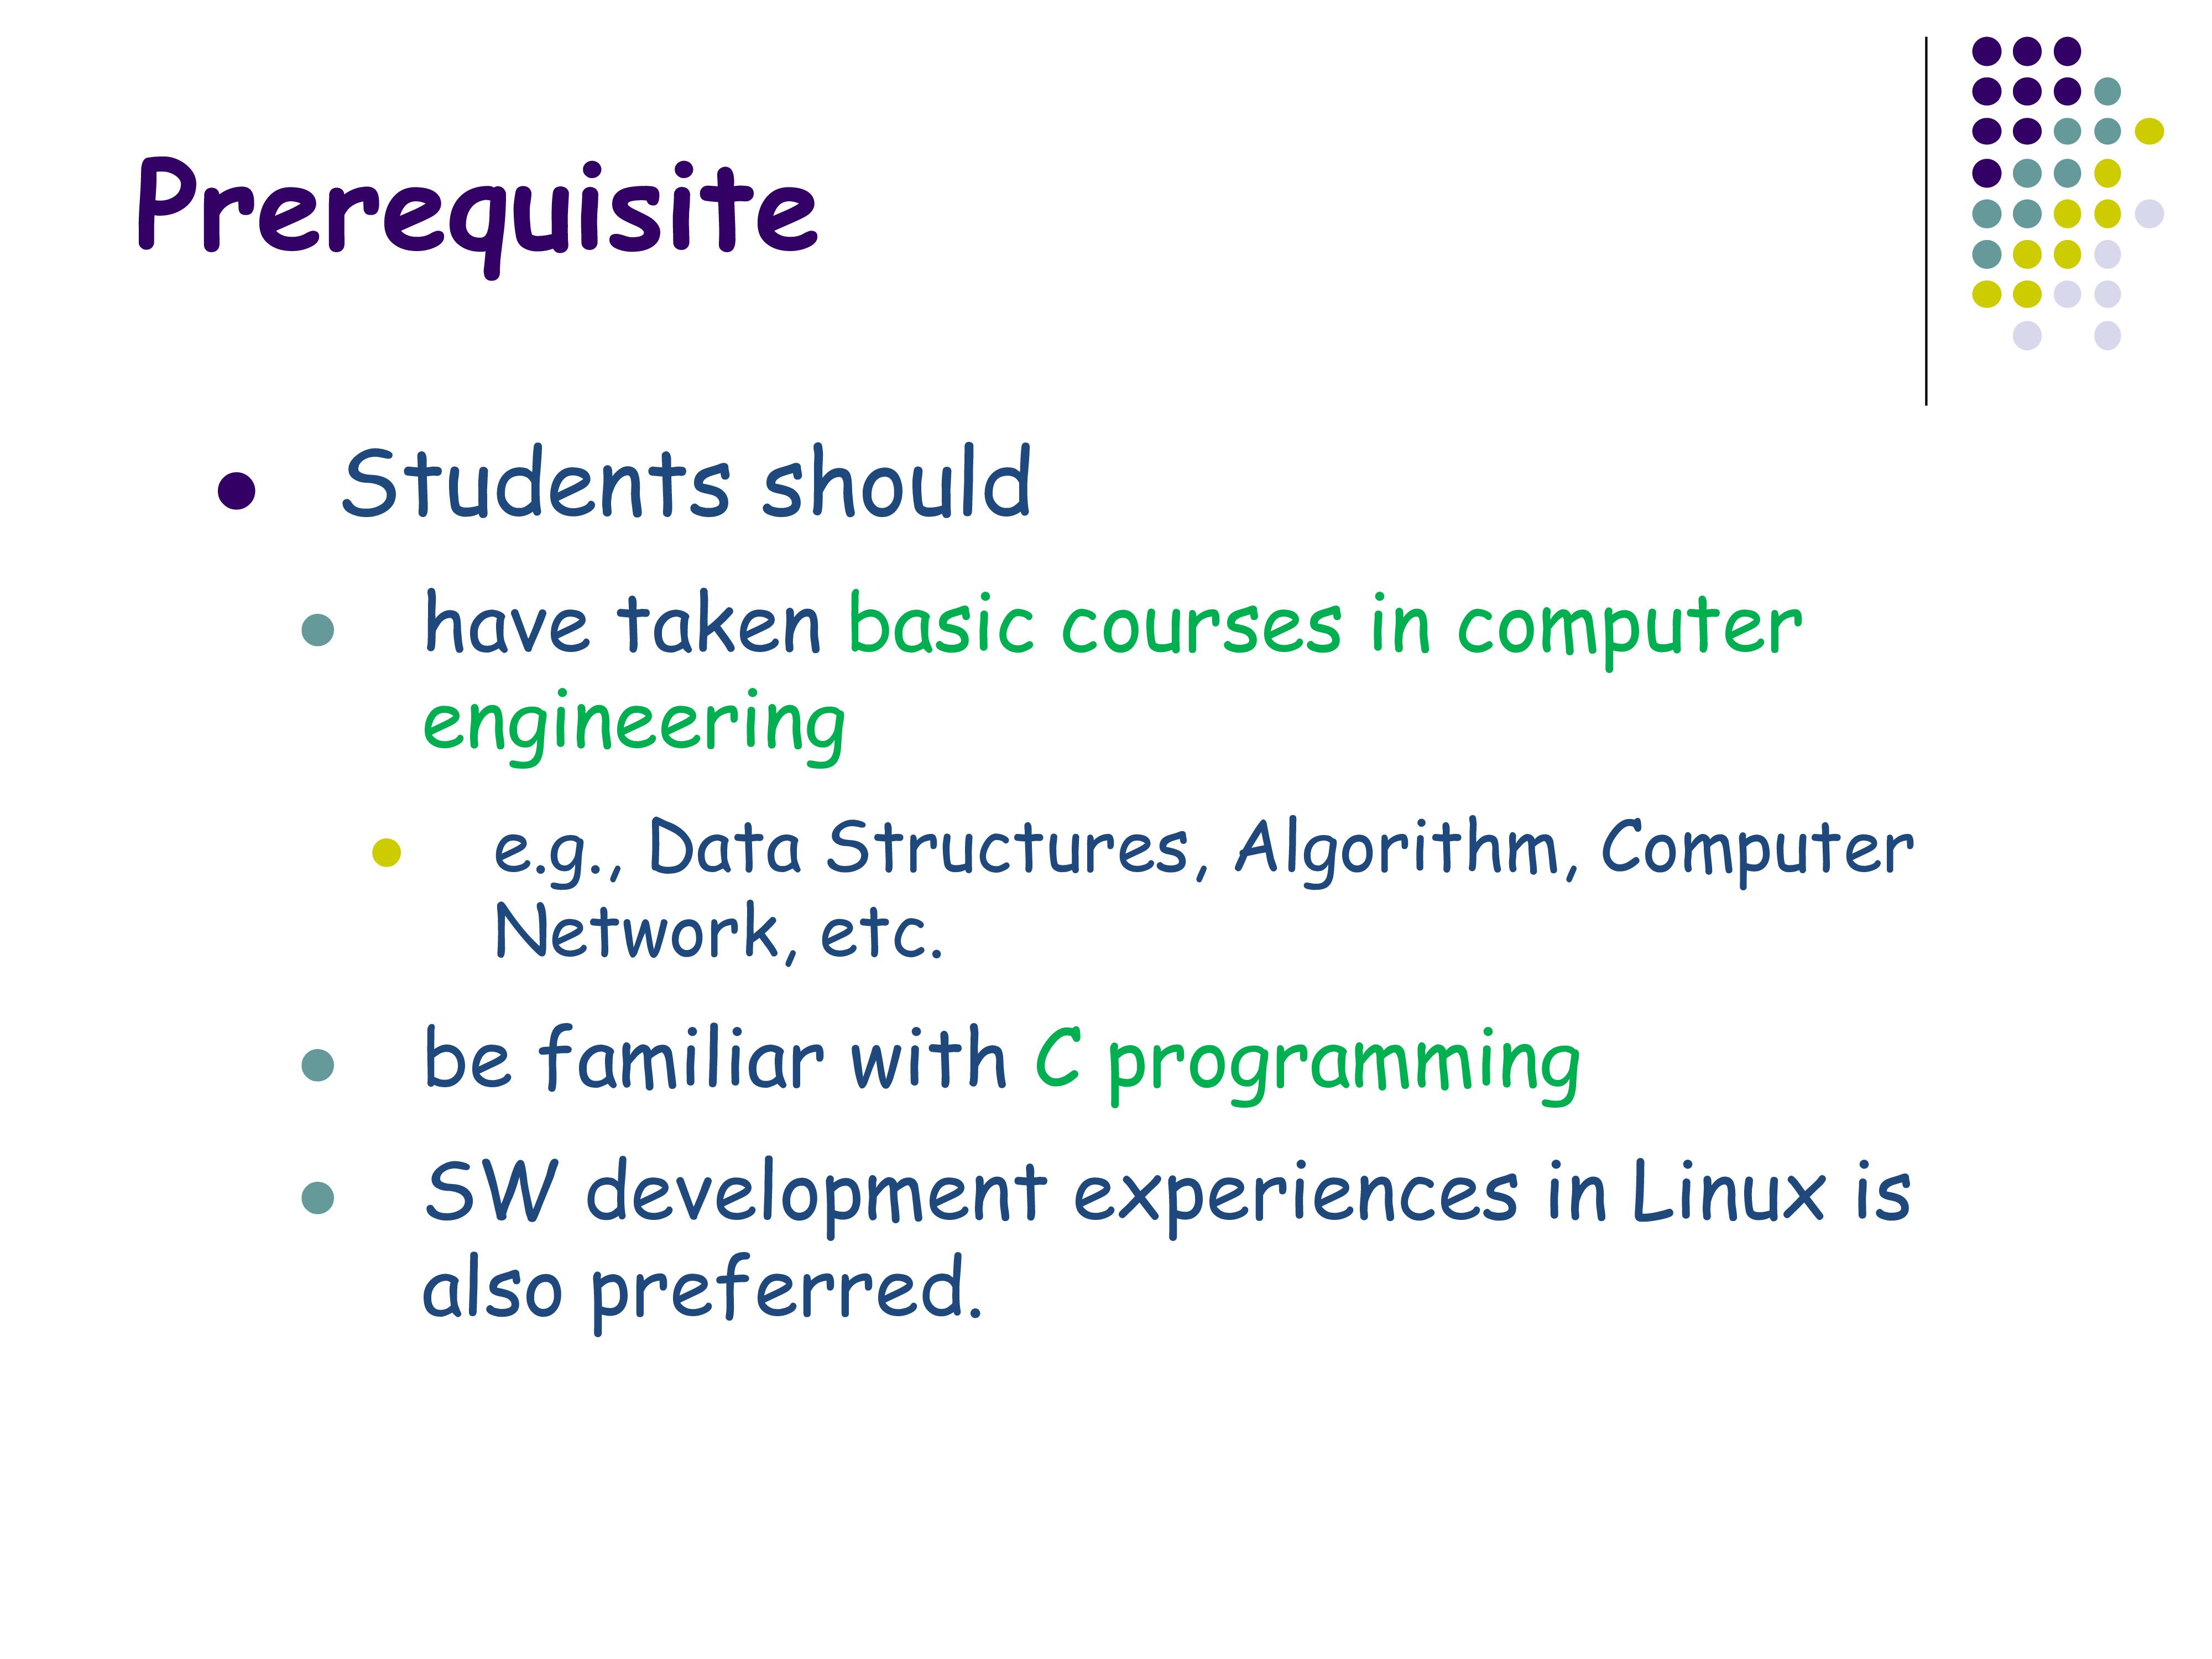 Prerequisite
Students should
have taken basic courses in computer
engineering
e.g., Data Structures, Algorithm, Computer
Network, etc.
be familiar with C programming
SW development experiences in Linux is
also preferred.